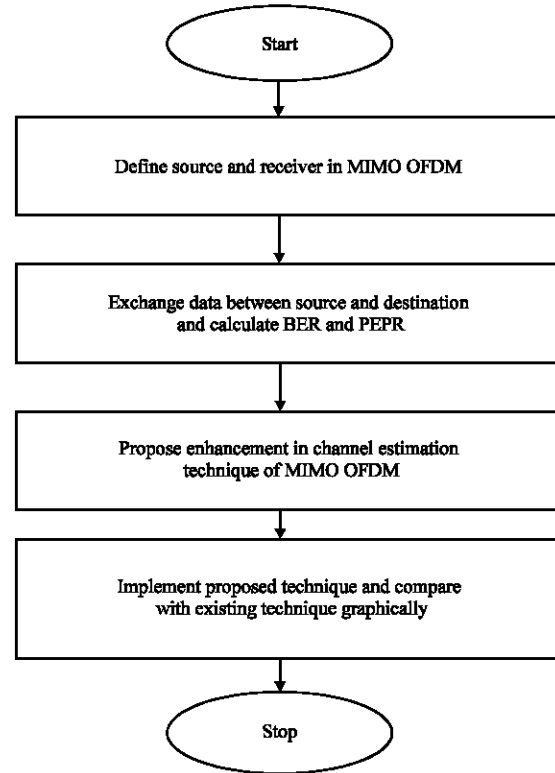 Start
Define source and receiver in MIMO OFDM
Exchange data between source and destination
and calculate BER and PEPR
Propose enhancement in channel estimation
technique of MIMO OFDM
Implement proposed technique and compare
with existing technique graphically
Stop